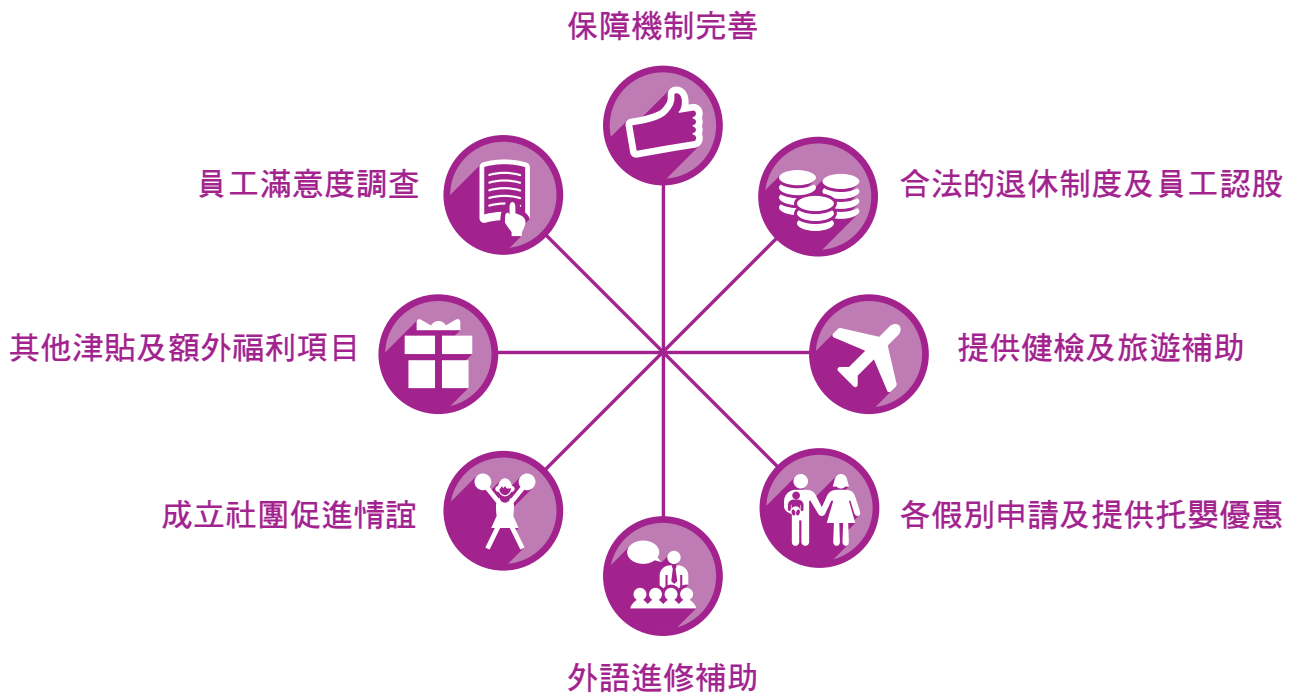 保障機制完善
員工滿意度調查
合法的退休制度及員工認股
其他津貼及額外福利項目
提供健檢及旅遊補助
成立社團促進情誼
各假別申請及提供托嬰優惠
外語進修補助